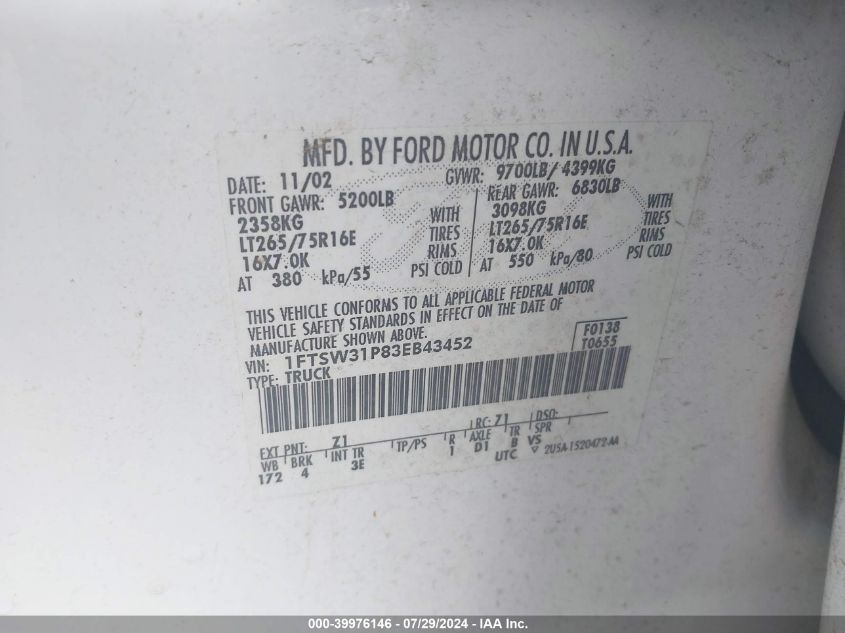 MFD. BY FORD MOTOR CO. IN U.S.A.
DATE: 11/02 GVWR: 9700LB/ 4399KG
FRONT GAWR: 5200LB REAR GAWR: 6830LB
2358KG WITH 3098KG WITH
LT265/75R16E TIRES LT265/75R16E TIRES
16X7.0K RIMS 16X7.0K RIMS
AT 380 kPa/55 PSI COLD AT 550 kPa/80 PSI COLD
THIS VEHICLE CONFORMS TO ALL APPLICABLE FEDERAL MOTOR
VEHICLE SAFETY STANDARDS IN EFFECT ON THE DATE OF
MANUFACTURE SHOWN ABOVE.
VIN: 1FTSW31P83EB43452 F0138
TYPE: TRUCK T0655
EXT PNT: Z1 RC: Z1 DSO:
WB BRK INT TR TP/PS R AXLE TR SPR
172 4 3E 1 D1 B VS
UTC ▽ 2U5A-1520472-AA
000-39976146 - 07/29/2024 - IAA Inc.